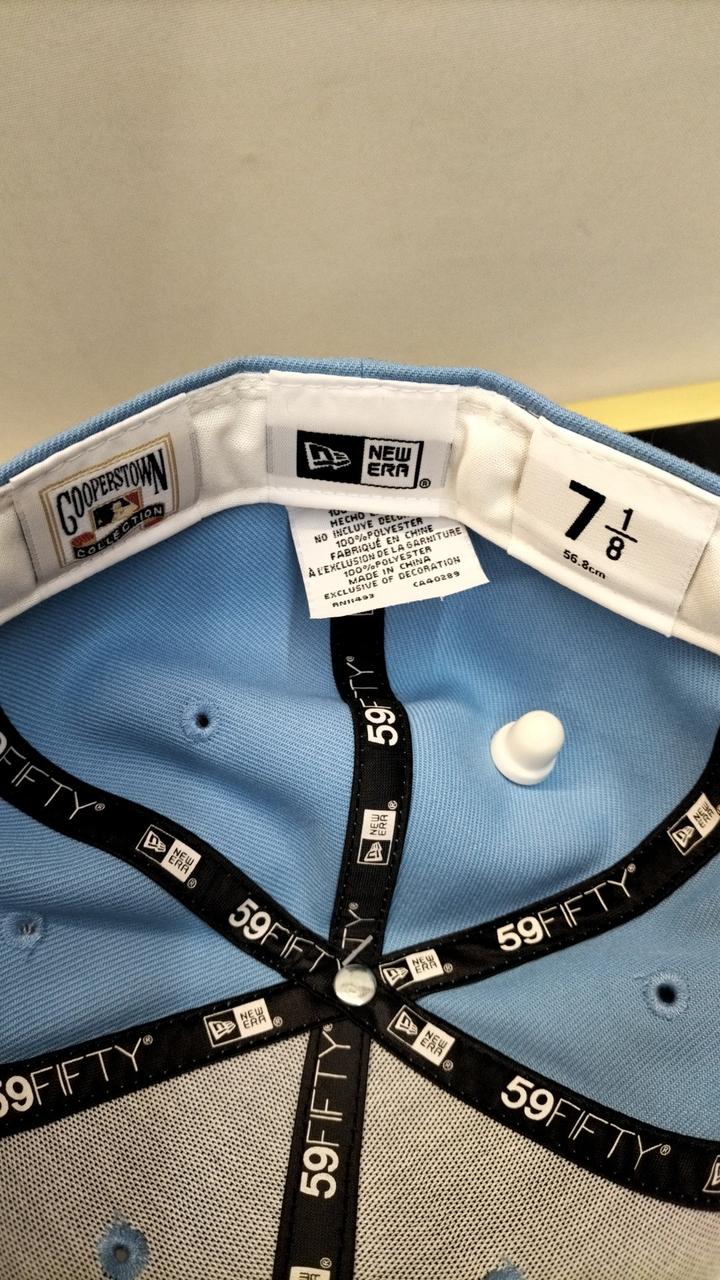 COOPERSTOWN
COLLECTION
NEW
ERA®
7 1/8
56.8cm
HECHO
NO INCLUYE
100%POLYESTER
FABRIQUÉ EN CHINE
À L'EXCLUSION DE LA GARNITURE
100%POLYESTER
MADE IN CHINA
EXCLUSIVE OF DECORATION
RN11493 CA40289
59FIFTY®
NEW
ERA®
59FIFTY®
NEW
ERA®
59FIFTY
NEW
ERA®
59FIFTY®
NEW
ERA®
NEW
ERA®
59FIFTY®
NEW
ERA®
59FIFTY®
59FIFTY®